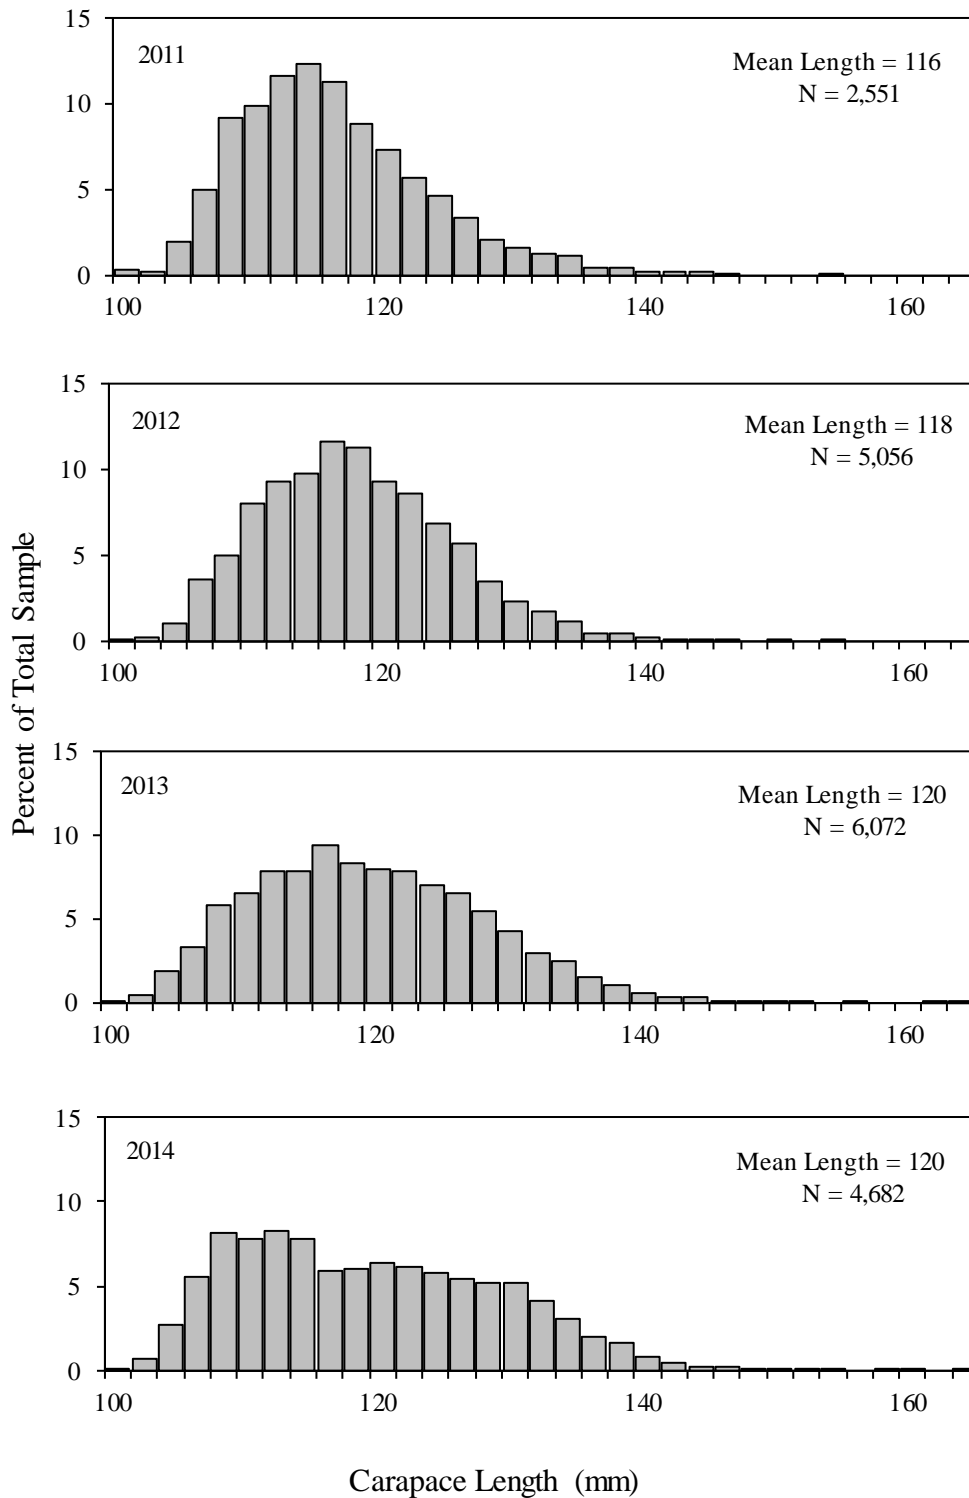 Percent of Total Sample
15
10
5
0
2011
Mean Length = 116
N = 2,551
100 120 140 160
15
10
5
0
2012
Mean Length = 118
N = 5,056
100 120 140 160
15
10
5
0
2013
Mean Length = 120
N = 6,072
100 120 140 160
15
10
5
0
2014
Mean Length = 120
N = 4,682
100 120 140 160
Carapace Length (mm)